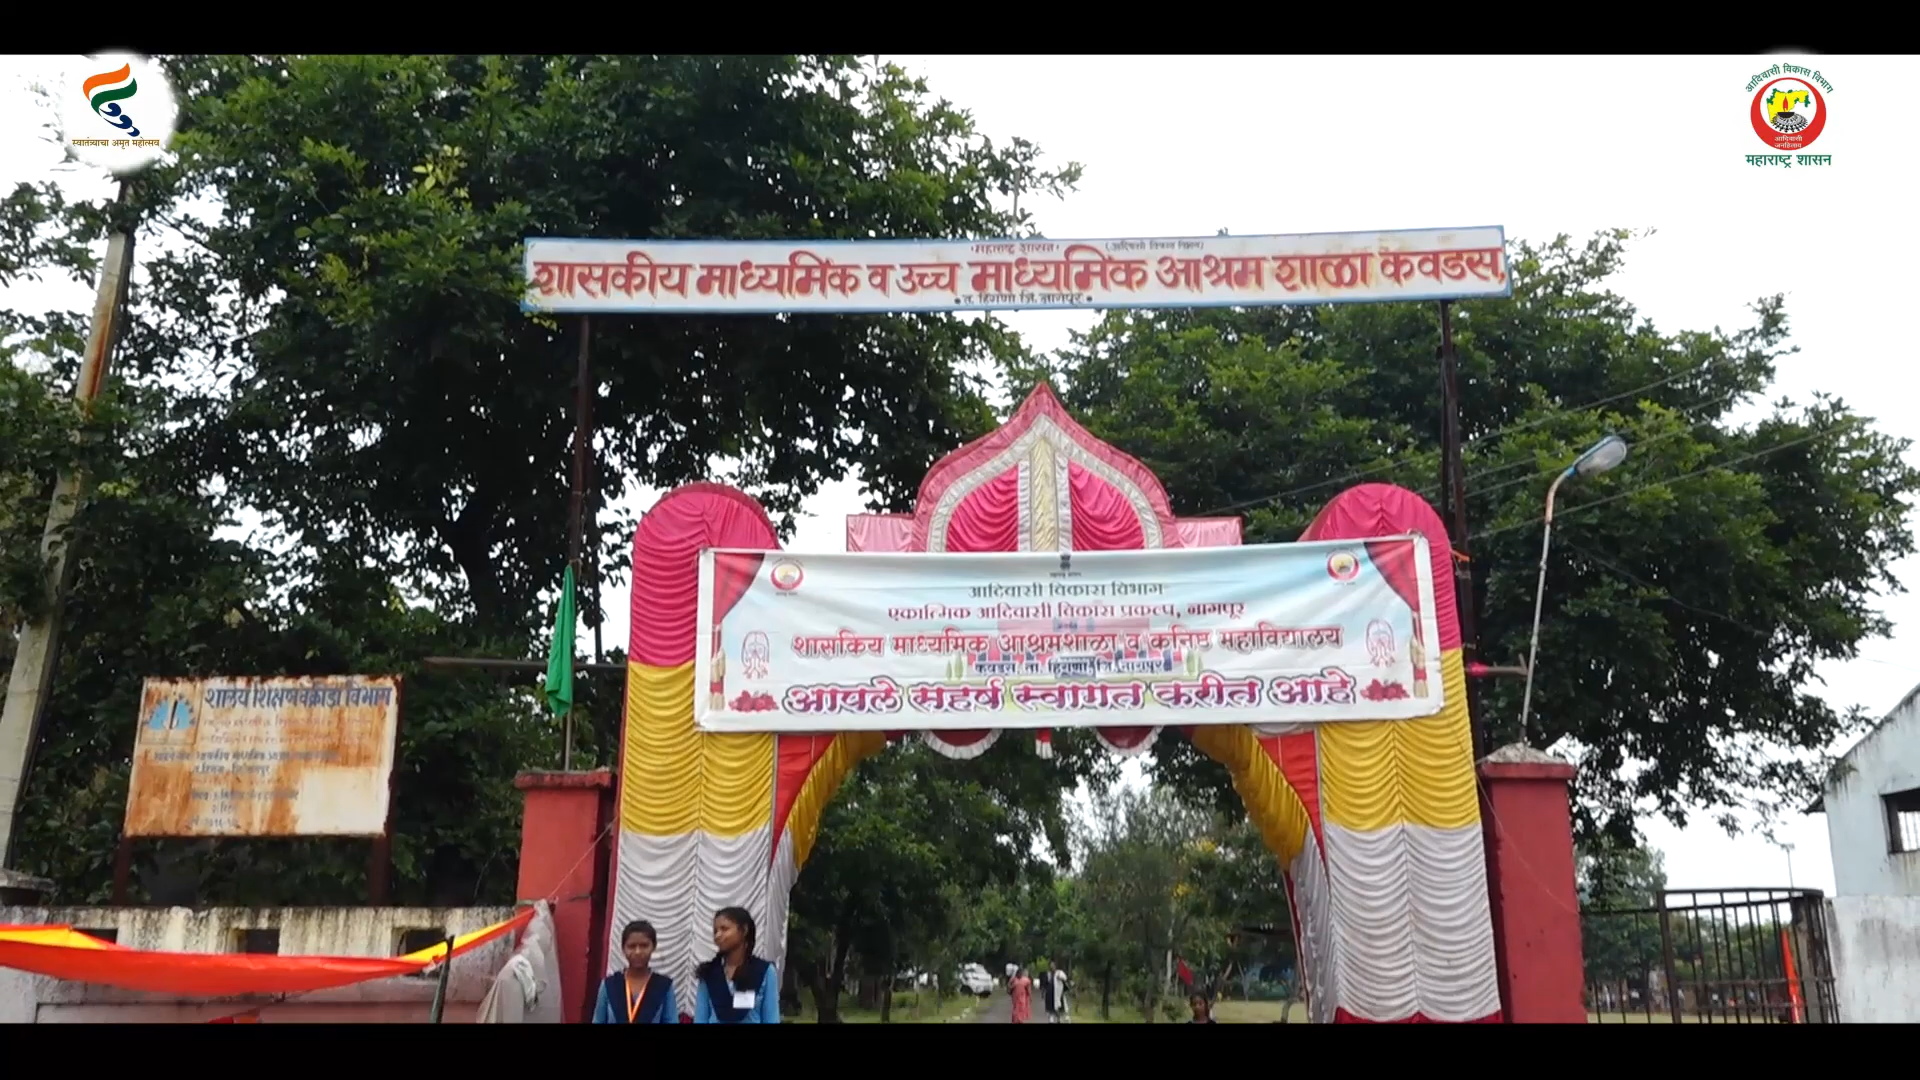 स्वातंत्र्याचा अमृत महोत्सव
आदिवासी विकास विभाग
आदिवासी
जनहिताय
महाराष्ट्र शासन
महाराष्ट्र शासन
(आदिवासी विकास विभाग)
शासकीय माध्यमिक व उच्च माध्यमिक आश्रम शाळा कवडस,
त. हिंगणा जि. नागपूर
आदिवासी विकास विभाग
एकात्मिक आदिवासी विकास प्रकल्प, नागपूर
शासकिय माध्यमिक आश्रमशाळा व कनिष्ठ महाविद्यालय
कवडस, ता. हिंगणा जि. नागपूर
आपले सहर्ष स्वागत करीत आहे
शालेय शिक्षण व क्रीडा विभाग